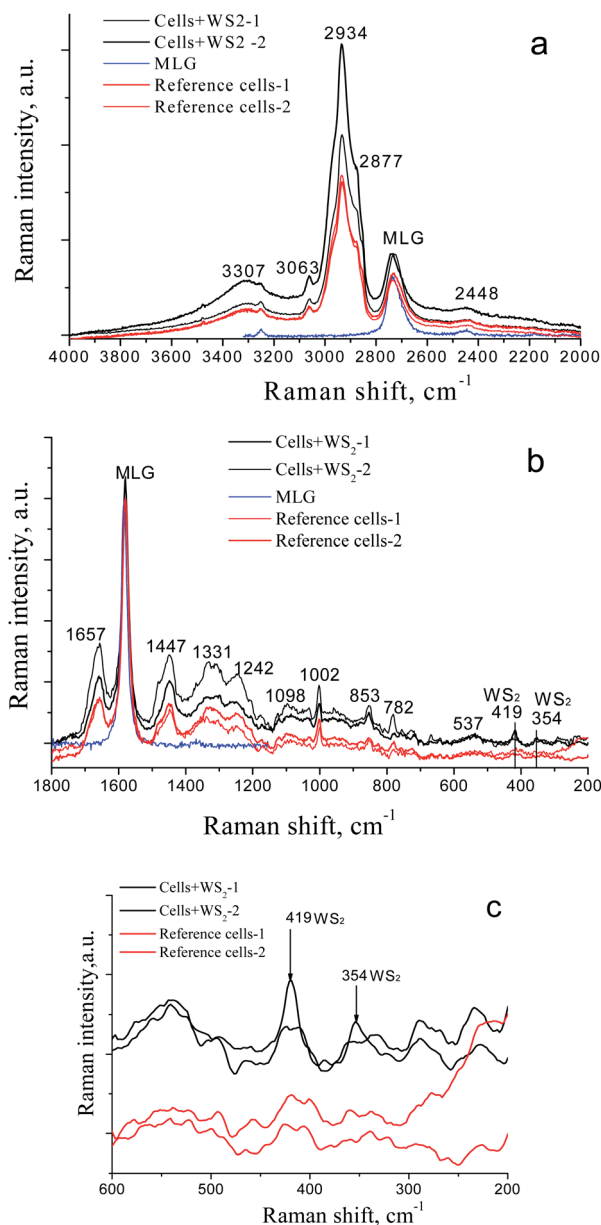 Cells+WS2-1
Cells+WS2 -2
MLG
Reference cells-1
Reference cells-2
a
2934
2877
MLG
3307
3063
2448
Raman intensity, a.u.
4000 3800 3600 3400 3200 3000 2800 2600 2400 2200 2000
Raman shift, cm⁻¹
Cells+WS₂-1
Cells+WS₂-2
MLG
Reference cells-1
Reference cells-2
b
MLG
1657
1447
1331
1242
1098
1002
853
782
537
WS₂
419
WS₂
354
Raman intensity, a.u.
1800 1600 1400 1200 1000 800 600 400 200
Raman shift, cm⁻¹
Cells+WS₂-1
Cells+WS₂-2
Reference cells-1
Reference cells-2
c
419 WS₂
354 WS₂
Raman intensity,a.u.
600 500 400 300 200
Raman shift, cm⁻¹